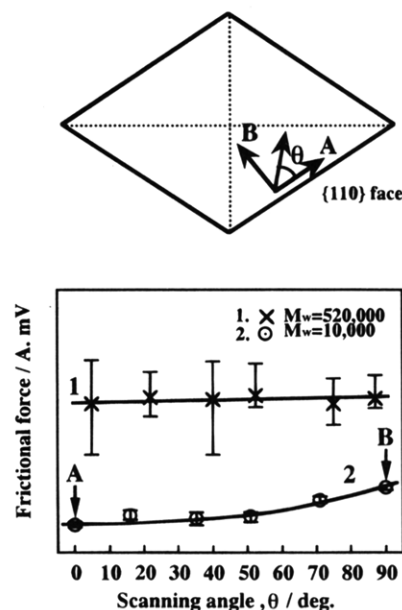 B
A
θ
{110} face
1. × Mw=520,000
2. ⊙ Mw=10,000
1
B
A
2
Frictional force / A. mV
0 10 20 30 40 50 60 70 80 90
Scanning angle ,θ / deg.